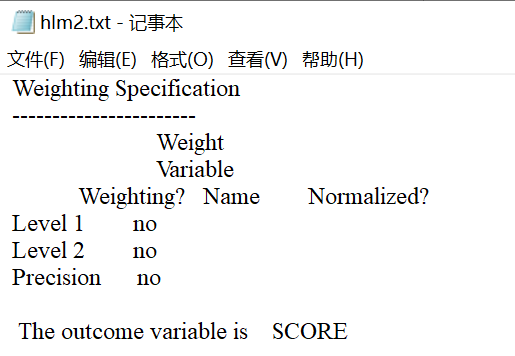 hlm2.txt - 记事本
文件(F) 编辑(E) 格式(O) 查看(V) 帮助(H)
Weighting Specification
-----------------------
Weight
Variable
Weighting? Name Normalized?
Level 1 no
Level 2 no
Precision no
The outcome variable is SCORE